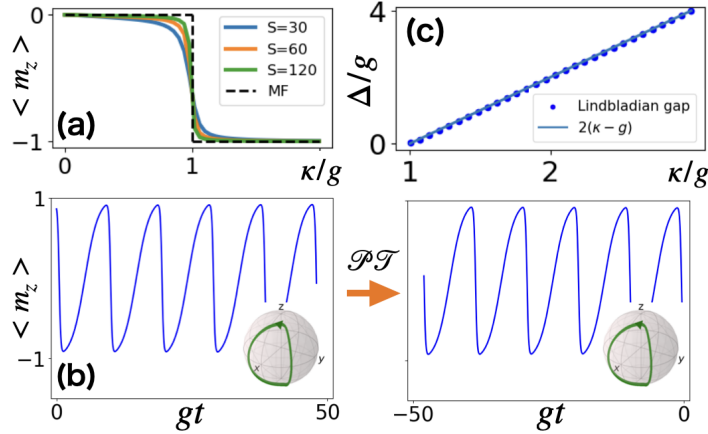 0
-1
< m_z >
(a)
S=30
S=60
S=120
MF
0
1
κ/g
4
0
Δ/g
(c)
Lindbladian gap
2(κ − g)
1
2
κ/g
1
-1
< m_z >
(b)
z
x
y
0
50
gt
𝒫𝒯
z
x
y
−50
0
gt